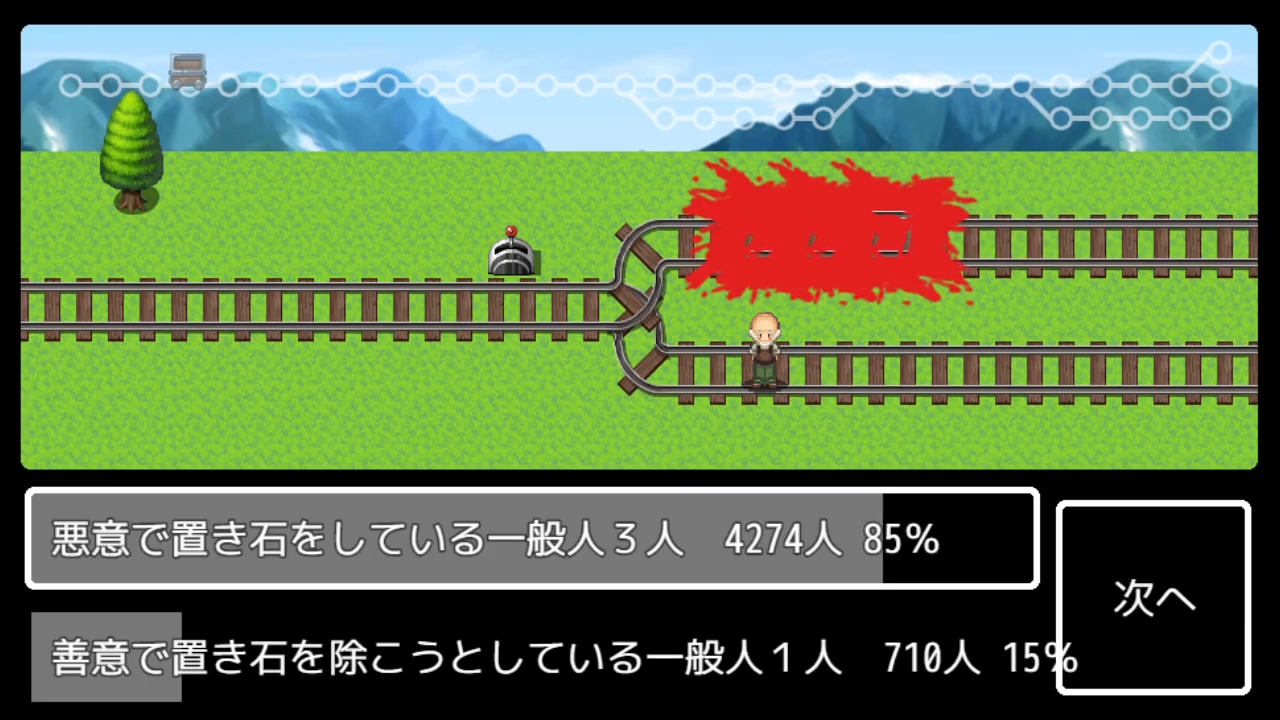 悪意で置き石をしている一般人３人　4274人 85%
善意で置き石を除こうとしている一般人１人　710人 15%
次へ